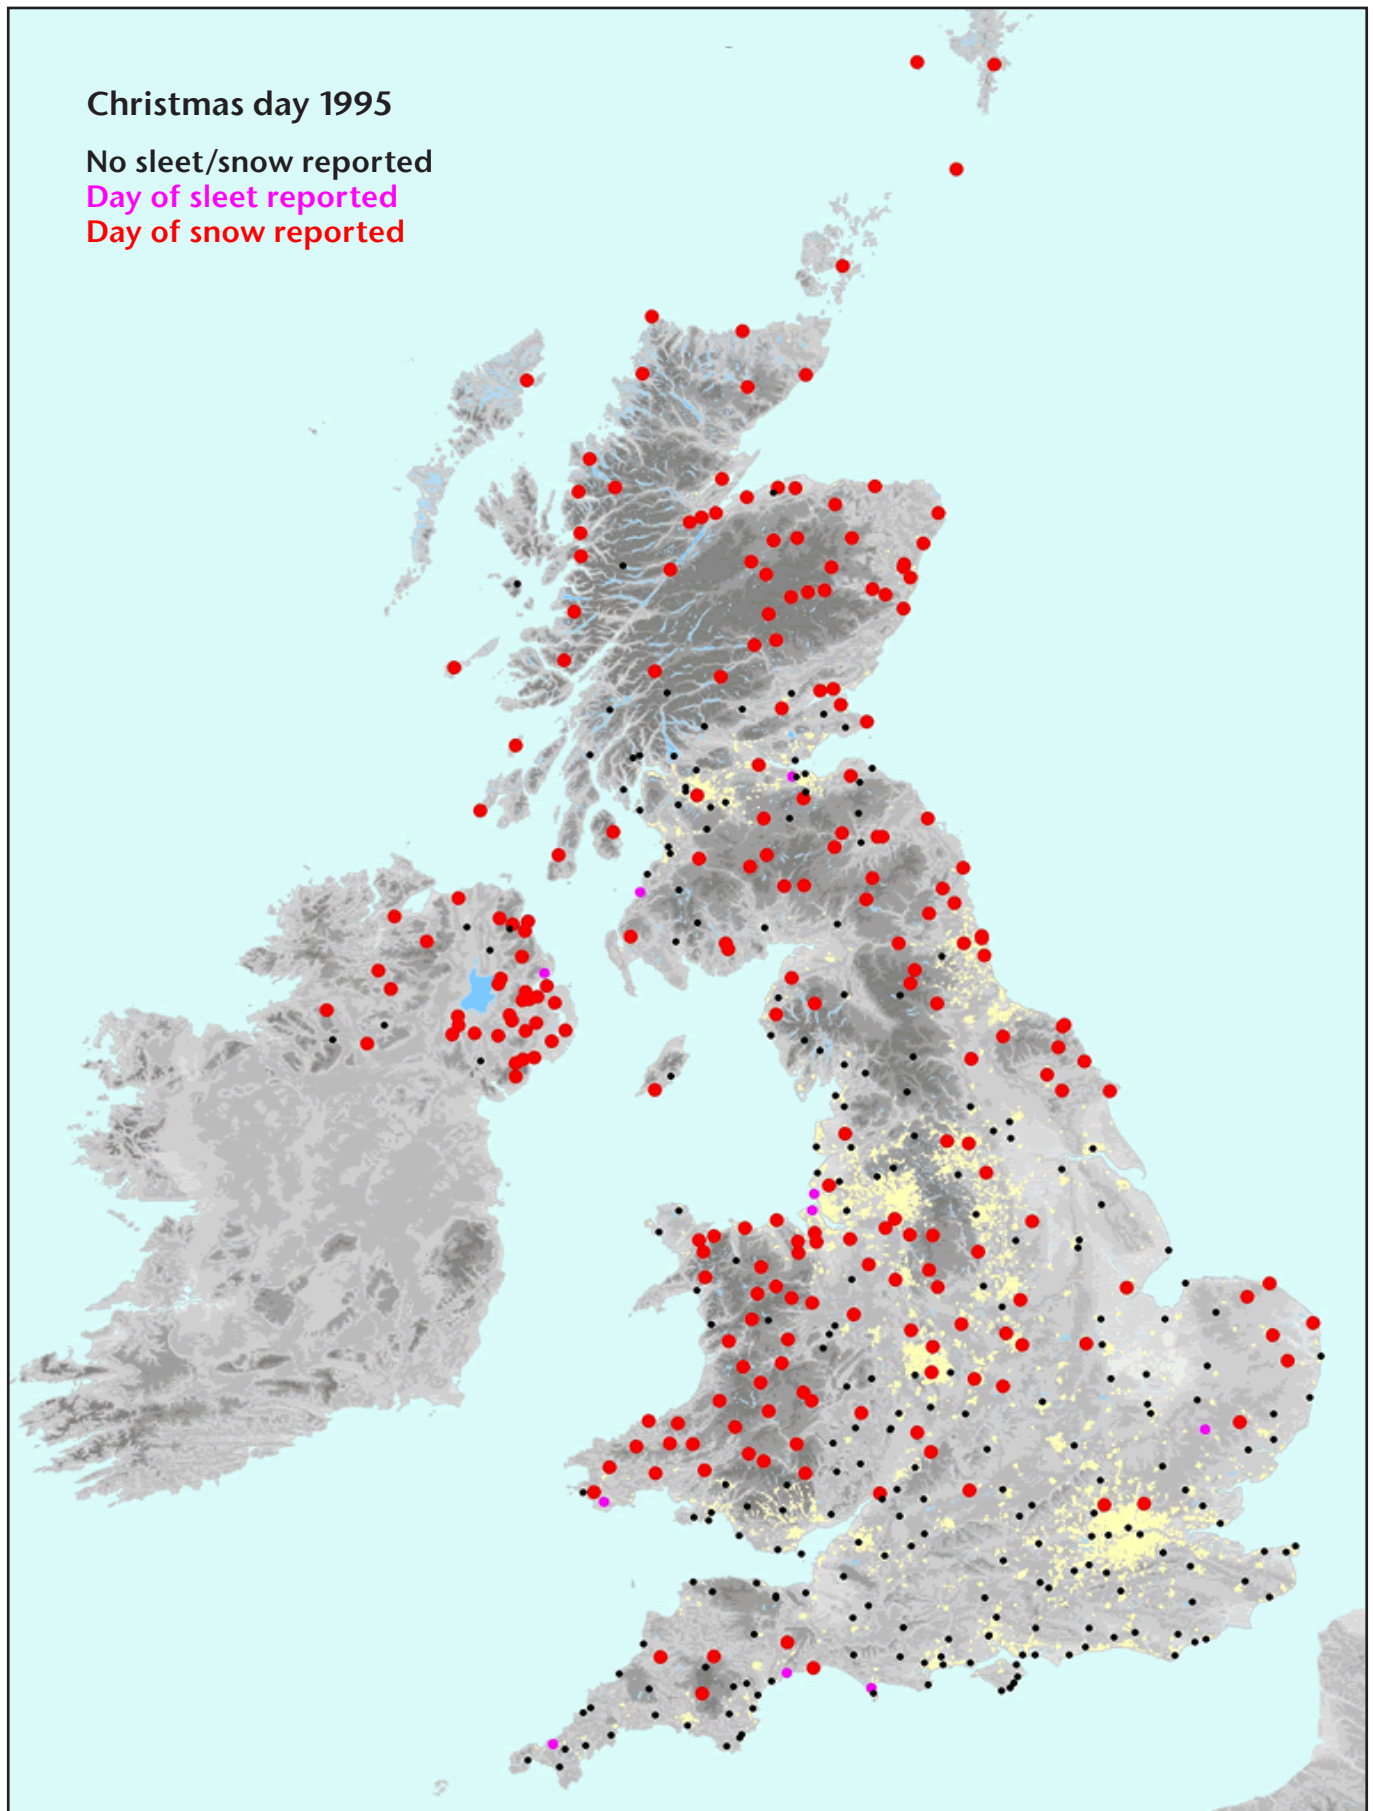 Christmas day 1995
No sleet/snow reported
Day of sleet reported
Day of snow reported